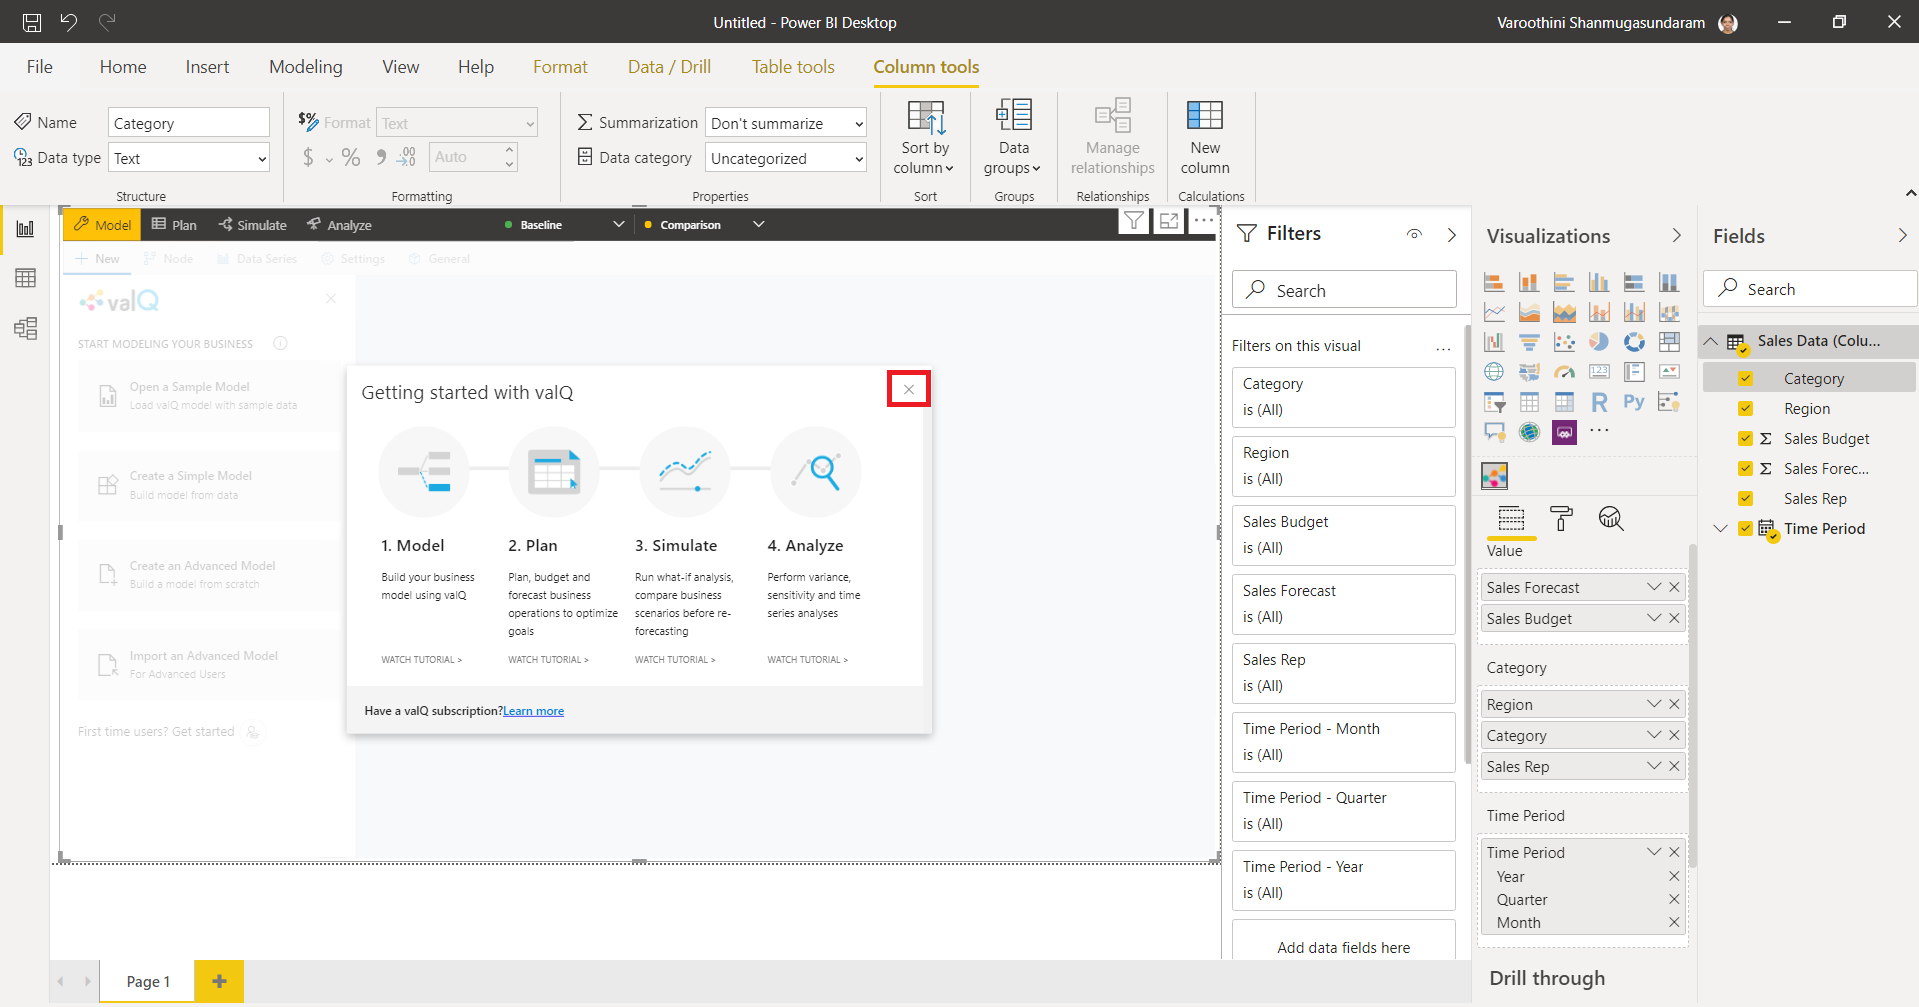 Untitled - Power BI Desktop
Varoothini Shanmugasundaram
File Home Insert Modeling View Help Format Data / Drill Table tools Column tools
Name Category
Data type Text
Structure
$% Format Text
$ % 9 .00 Auto
Formatting
Summarization Don't summarize
Data category Uncategorized
Properties
Sort by
column
Sort
Data
groups
Groups
Manage
relationships
Relationships
New
column
Calculations
Model Plan Simulate Analyze Baseline Comparison
New Node Data Series Settings General
valQ
START MODELING YOUR BUSINESS
Open a Sample Model
Load valQ model with sample data
Create a Simple Model
Build model from data
Create an Advanced Model
Build a model from scratch
Import an Advanced Model
For Advanced Users
First time users? Get started
Getting started with valQ
1. Model
Build your business
model using valQ
WATCH TUTORIAL >
2. Plan
Plan, budget and
forecast business
operations to optimize
goals
WATCH TUTORIAL >
3. Simulate
Run what-if analysis,
compare business
scenarios before re-
forecasting
WATCH TUTORIAL >
4. Analyze
Perform variance,
sensitivity and time
series analyses
WATCH TUTORIAL >
Have a valQ subscription?Learn more
Filters
Search
Filters on this visual ...
Category
is (All)
Region
is (All)
Sales Budget
is (All)
Sales Forecast
is (All)
Sales Rep
is (All)
Time Period - Month
is (All)
Time Period - Quarter
is (All)
Time Period - Year
is (All)
Add data fields here
Visualizations
123
R Py
...
Value
Sales Forecast
Sales Budget
Category
Region
Category
Sales Rep
Time Period
Time Period
Year
Quarter
Month
Drill through
Fields
Search
Sales Data (Colu...
Category
Region
Σ Sales Budget
Σ Sales Forec...
Sales Rep
Time Period
Page 1 +